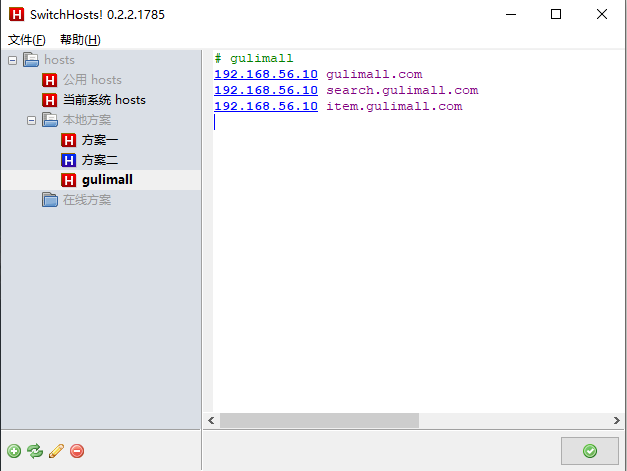 SwitchHosts! 0.2.2.1785
文件(F) 帮助(H)
hosts
公用 hosts
当前系统 hosts
本地方案
方案一
方案二
gulimall
在线方案
# gulimall
192.168.56.10 gulimall.com
192.168.56.10 search.gulimall.com
192.168.56.10 item.gulimall.com